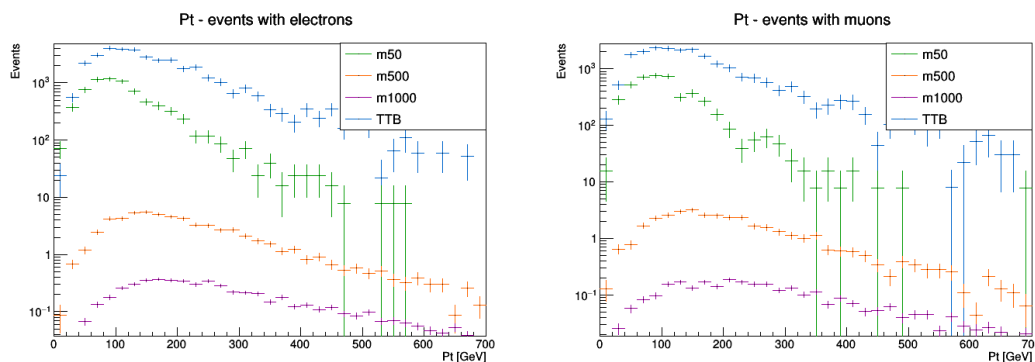 Pt - events with electrons
Events
10³
10²
10
1
10⁻¹
m50
m500
m1000
TTB
0 100 200 300 400 500 600 700
Pt [GeV]
Pt - events with muons
Events
10³
10²
10
1
10⁻¹
m50
m500
m1000
TTB
0 100 200 300 400 500 600 70
Pt [GeV]